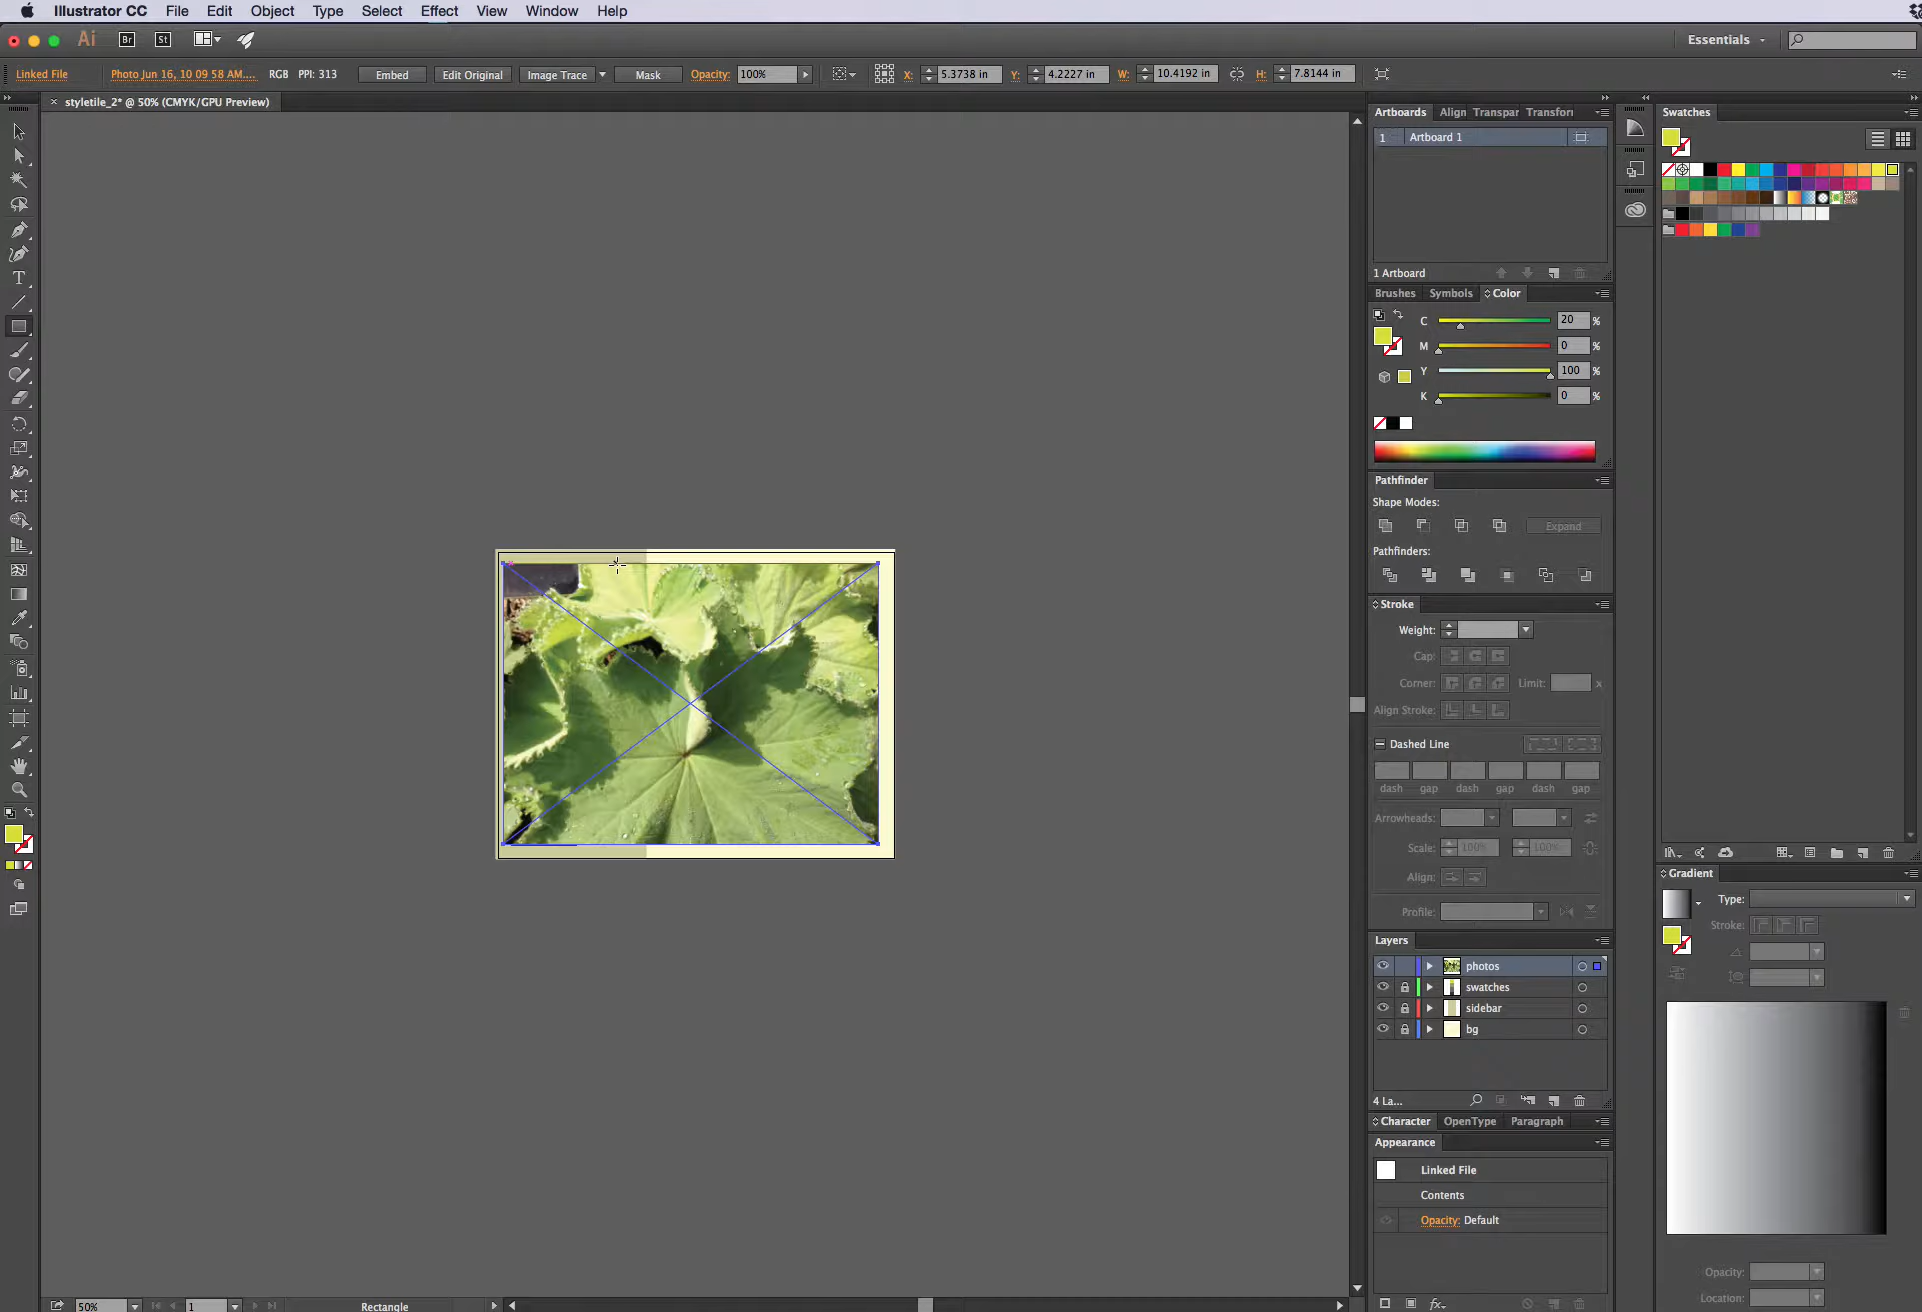 Illustrator CC File Edit Object Type Select Effect View Window Help
Ai Br St Essentials
Linked File Photo Jun 16, 10 09 58 AM.... RGB PPI: 313 Embed Edit Original Image Trace Mask Opacity: 100% X: 5.3738 in Y: 4.2227 in W: 10.4192 in H: 7.8144 in
× styletile_2* @ 50% (CMYK/GPU Preview)
Artboards Align Transpar Transform
1 Artboard 1
1 Artboard
Brushes Symbols Color
C 20 %
M 0 %
Y 100 %
K 0 %
Pathfinder
Shape Modes:
Expand
Pathfinders:
Stroke
Weight:
Cap:
Corner: Limit: x
Align Stroke:
Dashed Line
dash gap dash gap dash gap
Arrowheads:
Scale: 100% 100%
Align:
Profile:
Layers
photos
swatches
sidebar
bg
4 La...
Character OpenType Paragraph
Appearance
Linked File
Contents
Opacity: Default
fx
Swatches
Gradient
Type:
Stroke:
Opacity:
Location:
T
50% 1 Rectangle